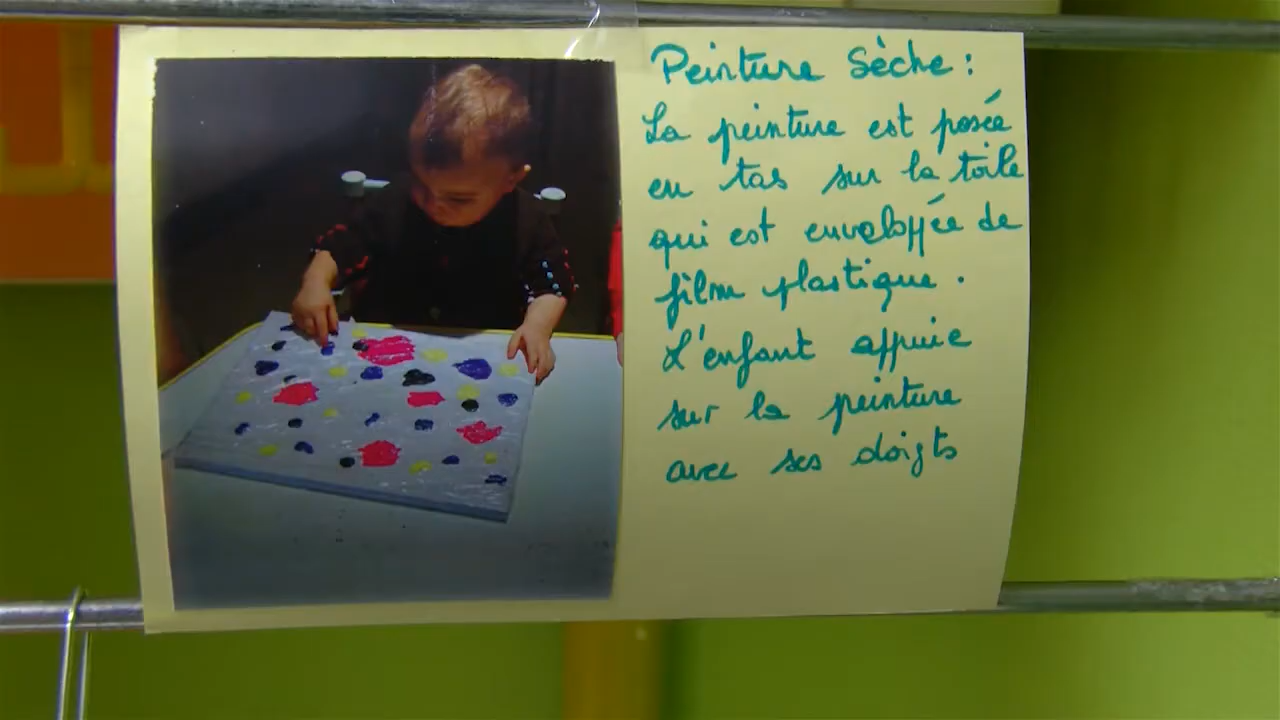 Peinture Sèche :
La peinture est posée
en tas sur la toile
qui est enveloppée de
film plastique.
L'enfant appuie
sur la peinture
avec ses doigts